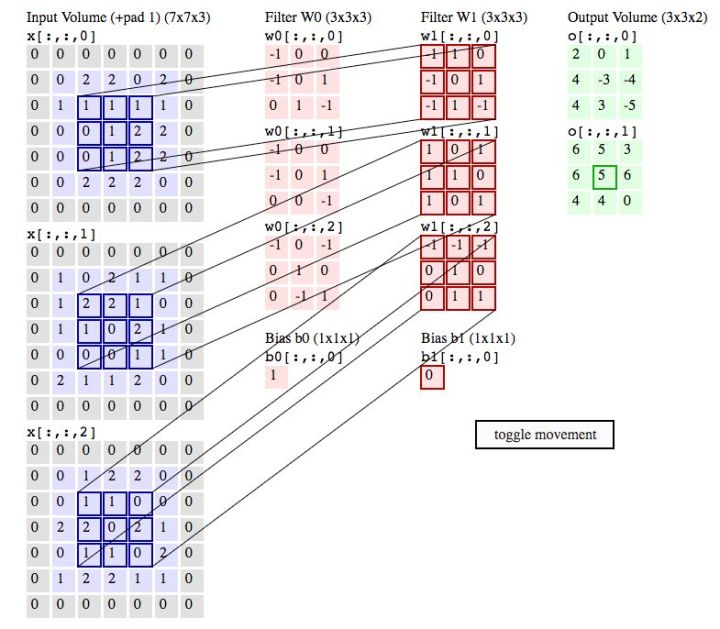 Input Volume (+pad 1) (7x7x3)
x[:,:,0]
0 0 0 0 0 0 0
0 0 2 2 0 2 0
0 1 1 1 1 1 0
0 0 0 1 2 2 0
0 0 0 1 2 2 0
0 0 2 2 2 0 0
0 0 0 0 0 0 0
x[:,:,1]
0 0 0 0 0 0 0
0 1 0 2 1 1 0
0 1 2 2 1 0 0
0 1 1 0 2 1 0
0 0 0 0 1 1 0
0 2 1 1 2 0 0
0 0 0 0 0 0 0
x[:,:,2]
0 0 0 0 0 0 0
0 0 1 2 2 0 0
0 0 1 1 0 0 0
0 2 2 0 2 1 0
0 0 1 1 0 2 0
0 1 2 2 1 1 0
0 0 0 0 0 0 0
Filter W0 (3x3x3)
w0[:,:,0]
-1 0 0
-1 0 1
0 1 -1
w0[:,:,1]
-1 0 0
-1 0 1
0 0 -1
w0[:,:,2]
-1 0 -1
0 1 0
0 -1 1
Bias b0 (1x1x1)
b0[:,:,0]
1
Filter W1 (3x3x3)
w1[:,:,0]
-1 1 0
-1 0 1
-1 1 -1
w1[:,:,1]
1 0 1
1 1 0
1 0 1
w1[:,:,2]
-1 -1 -1
0 1 0
0 1 1
Bias b1 (1x1x1)
b1[:,:,0]
0
Output Volume (3x3x2)
o[:,:,0]
2 0 1
4 -3 -4
4 3 -5
o[:,:,1]
6 5 3
6 5 6
4 4 0
toggle movement